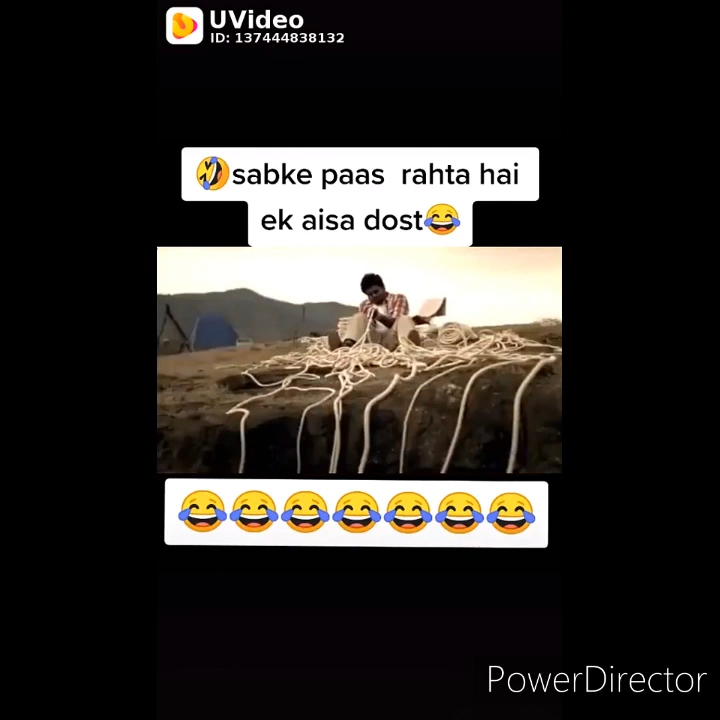 UVideo
ID: 137444838132
🤣sabke paas rahta hai
ek aisa dost😂
😂😂😂😂😂😂😂
PowerDirector